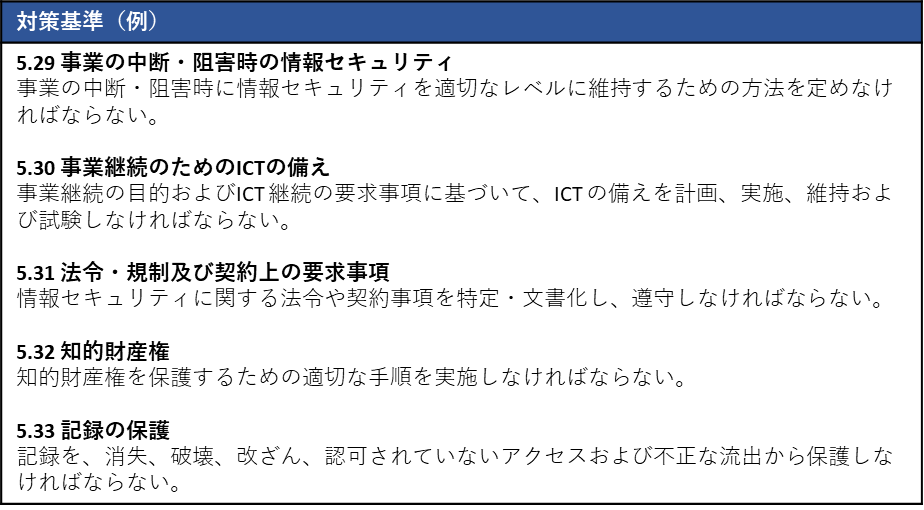 対策基準（例）
5.29 事業の中断・阻害時の情報セキュリティ
事業の中断・阻害時に情報セキュリティを適切なレベルに維持するための方法を定めなけ
ればならない。
5.30 事業継続のためのICTの備え
事業継続の目的およびICT継続の要求事項に基づいて、ICTの備えを計画、実施、維持およ
び試験しなければならない。
5.31 法令・規制及び契約上の要求事項
情報セキュリティに関する法令や契約事項を特定・文書化し、遵守しなければならない。
5.32 知的財産権
知的財産権を保護するための適切な手順を実施しなければならない。
5.33 記録の保護
記録を、消失、破壊、改ざん、認可されていないアクセスおよび不正な流出から保護しな
ければならない。